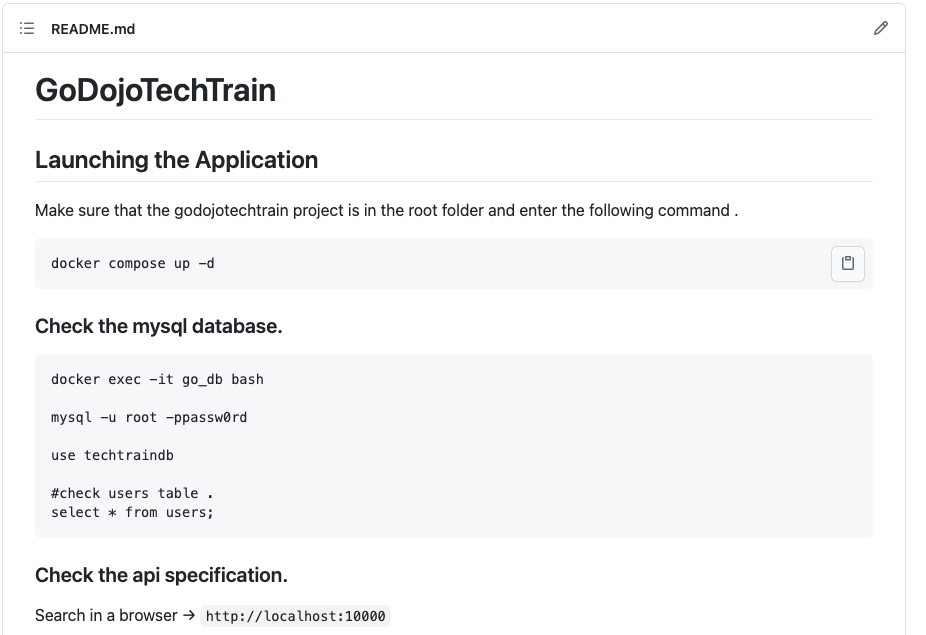 README.md
GoDojoTechTrain
Launching the Application
Make sure that the godojotechtrain project is in the root folder and enter the following command .
docker compose up -d
Check the mysql database.
docker exec -it go_db bash
mysql -u root -ppassw0rd
use techtraindb
#check users table .
select * from users;
Check the api specification.
Search in a browser → http://localhost:10000